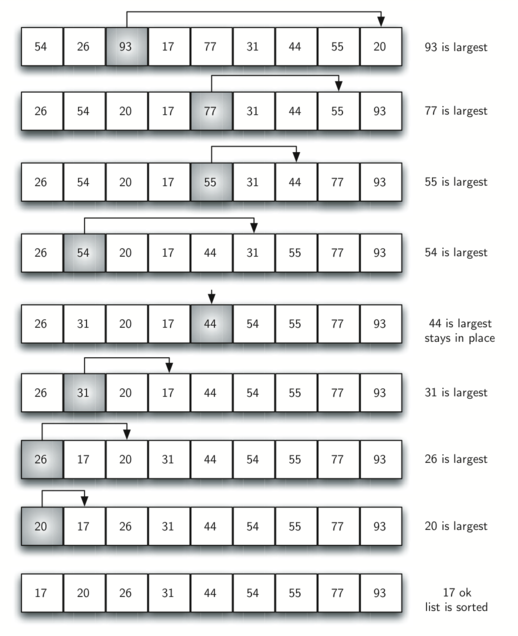 54 26 93 17 77 31 44 55 20 93 is largest
26 54 20 17 77 31 44 55 93 77 is largest
26 54 20 17 55 31 44 77 93 55 is largest
26 54 20 17 44 31 55 77 93 54 is largest
26 31 20 17 44 54 55 77 93 44 is largest
stays in place
26 31 20 17 44 54 55 77 93 31 is largest
26 17 20 31 44 54 55 77 93 26 is largest
20 17 26 31 44 54 55 77 93 20 is largest
17 20 26 31 44 54 55 77 93 17 ok
list is sorted